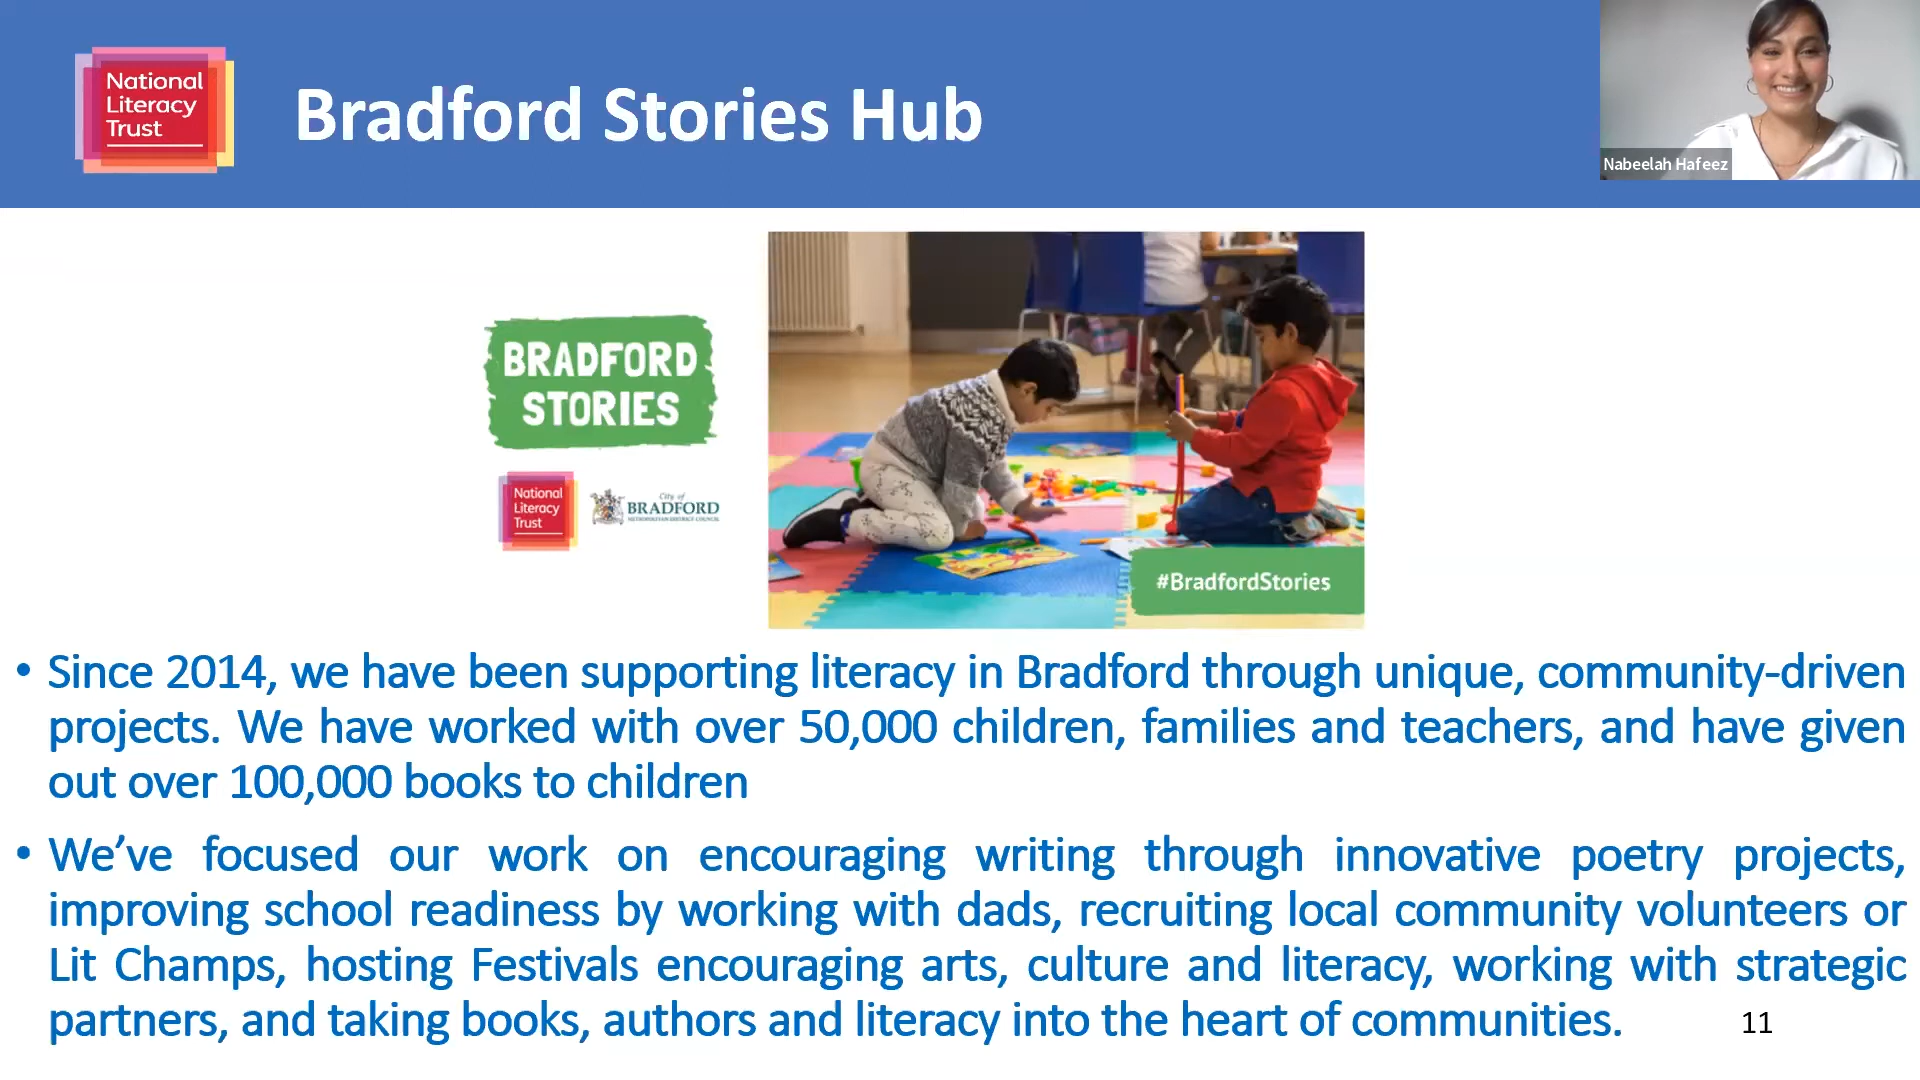 National
Literacy
Trust
Bradford Stories Hub
Nabeelah Hafeez
BRADFORD
STORIES
National
Literacy
Trust
City of
BRADFORD
METROPOLITAN DISTRICT COUNCIL
#BradfordStories
• Since 2014, we have been supporting literacy in Bradford through unique, community-driven
projects. We have worked with over 50,000 children, families and teachers, and have given
out over 100,000 books to children
• We’ve focused our work on encouraging writing through innovative poetry projects,
improving school readiness by working with dads, recruiting local community volunteers or
Lit Champs, hosting Festivals encouraging arts, culture and literacy, working with strategic
partners, and taking books, authors and literacy into the heart of communities.
11